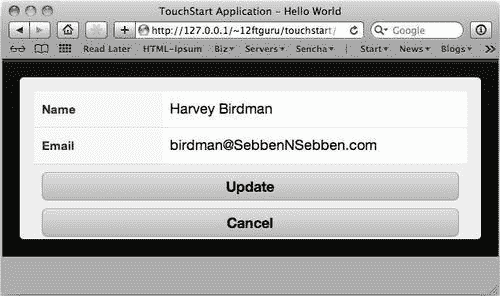 TouchStart Application - Hello World
http://127.0.0.1/~12ftguru/touchstart/
Google
Read Later HTML-Ipsum Biz Servers Sencha Start News Blogs
Name Harvey Birdman
Email birdman@SebbenNSebben.com
Update
Cancel